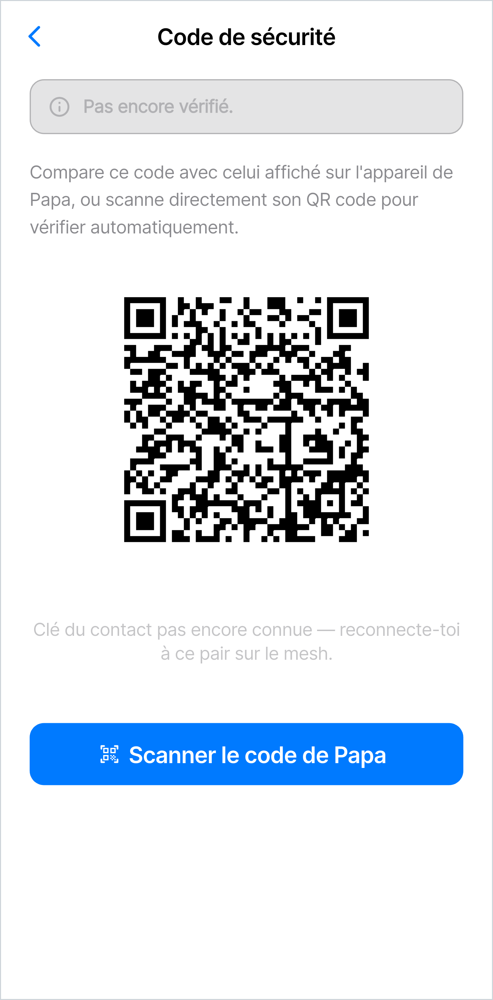 Code de sécurité
Pas encore vérifié.
Compare ce code avec celui affiché sur l'appareil de
Papa, ou scanne directement son QR code pour
vérifier automatiquement.
Clé du contact pas encore connue — reconnecte-toi
à ce pair sur le mesh.
Scanner le code de Papa